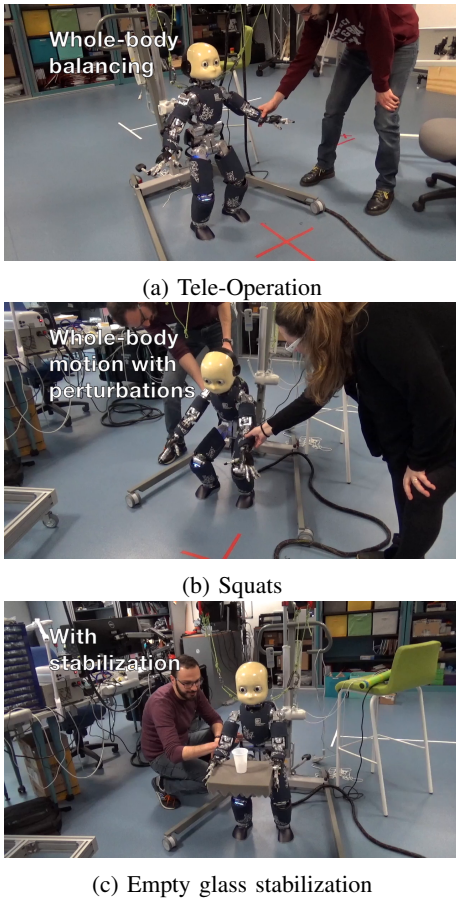 Whole-body
balancing
(a) Tele-Operation
Whole-body
motion with
perturbations
(b) Squats
With
stabilization
(c) Empty glass stabilization